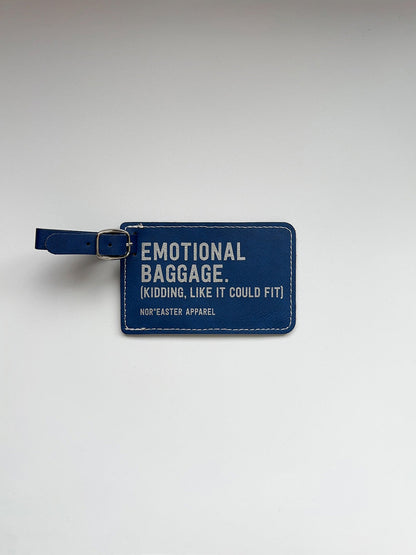 EMOTIONAL
BAGGAGE.
(KIDDING, LIKE IT COULD FIT)
NOR'EASTER APPAREL